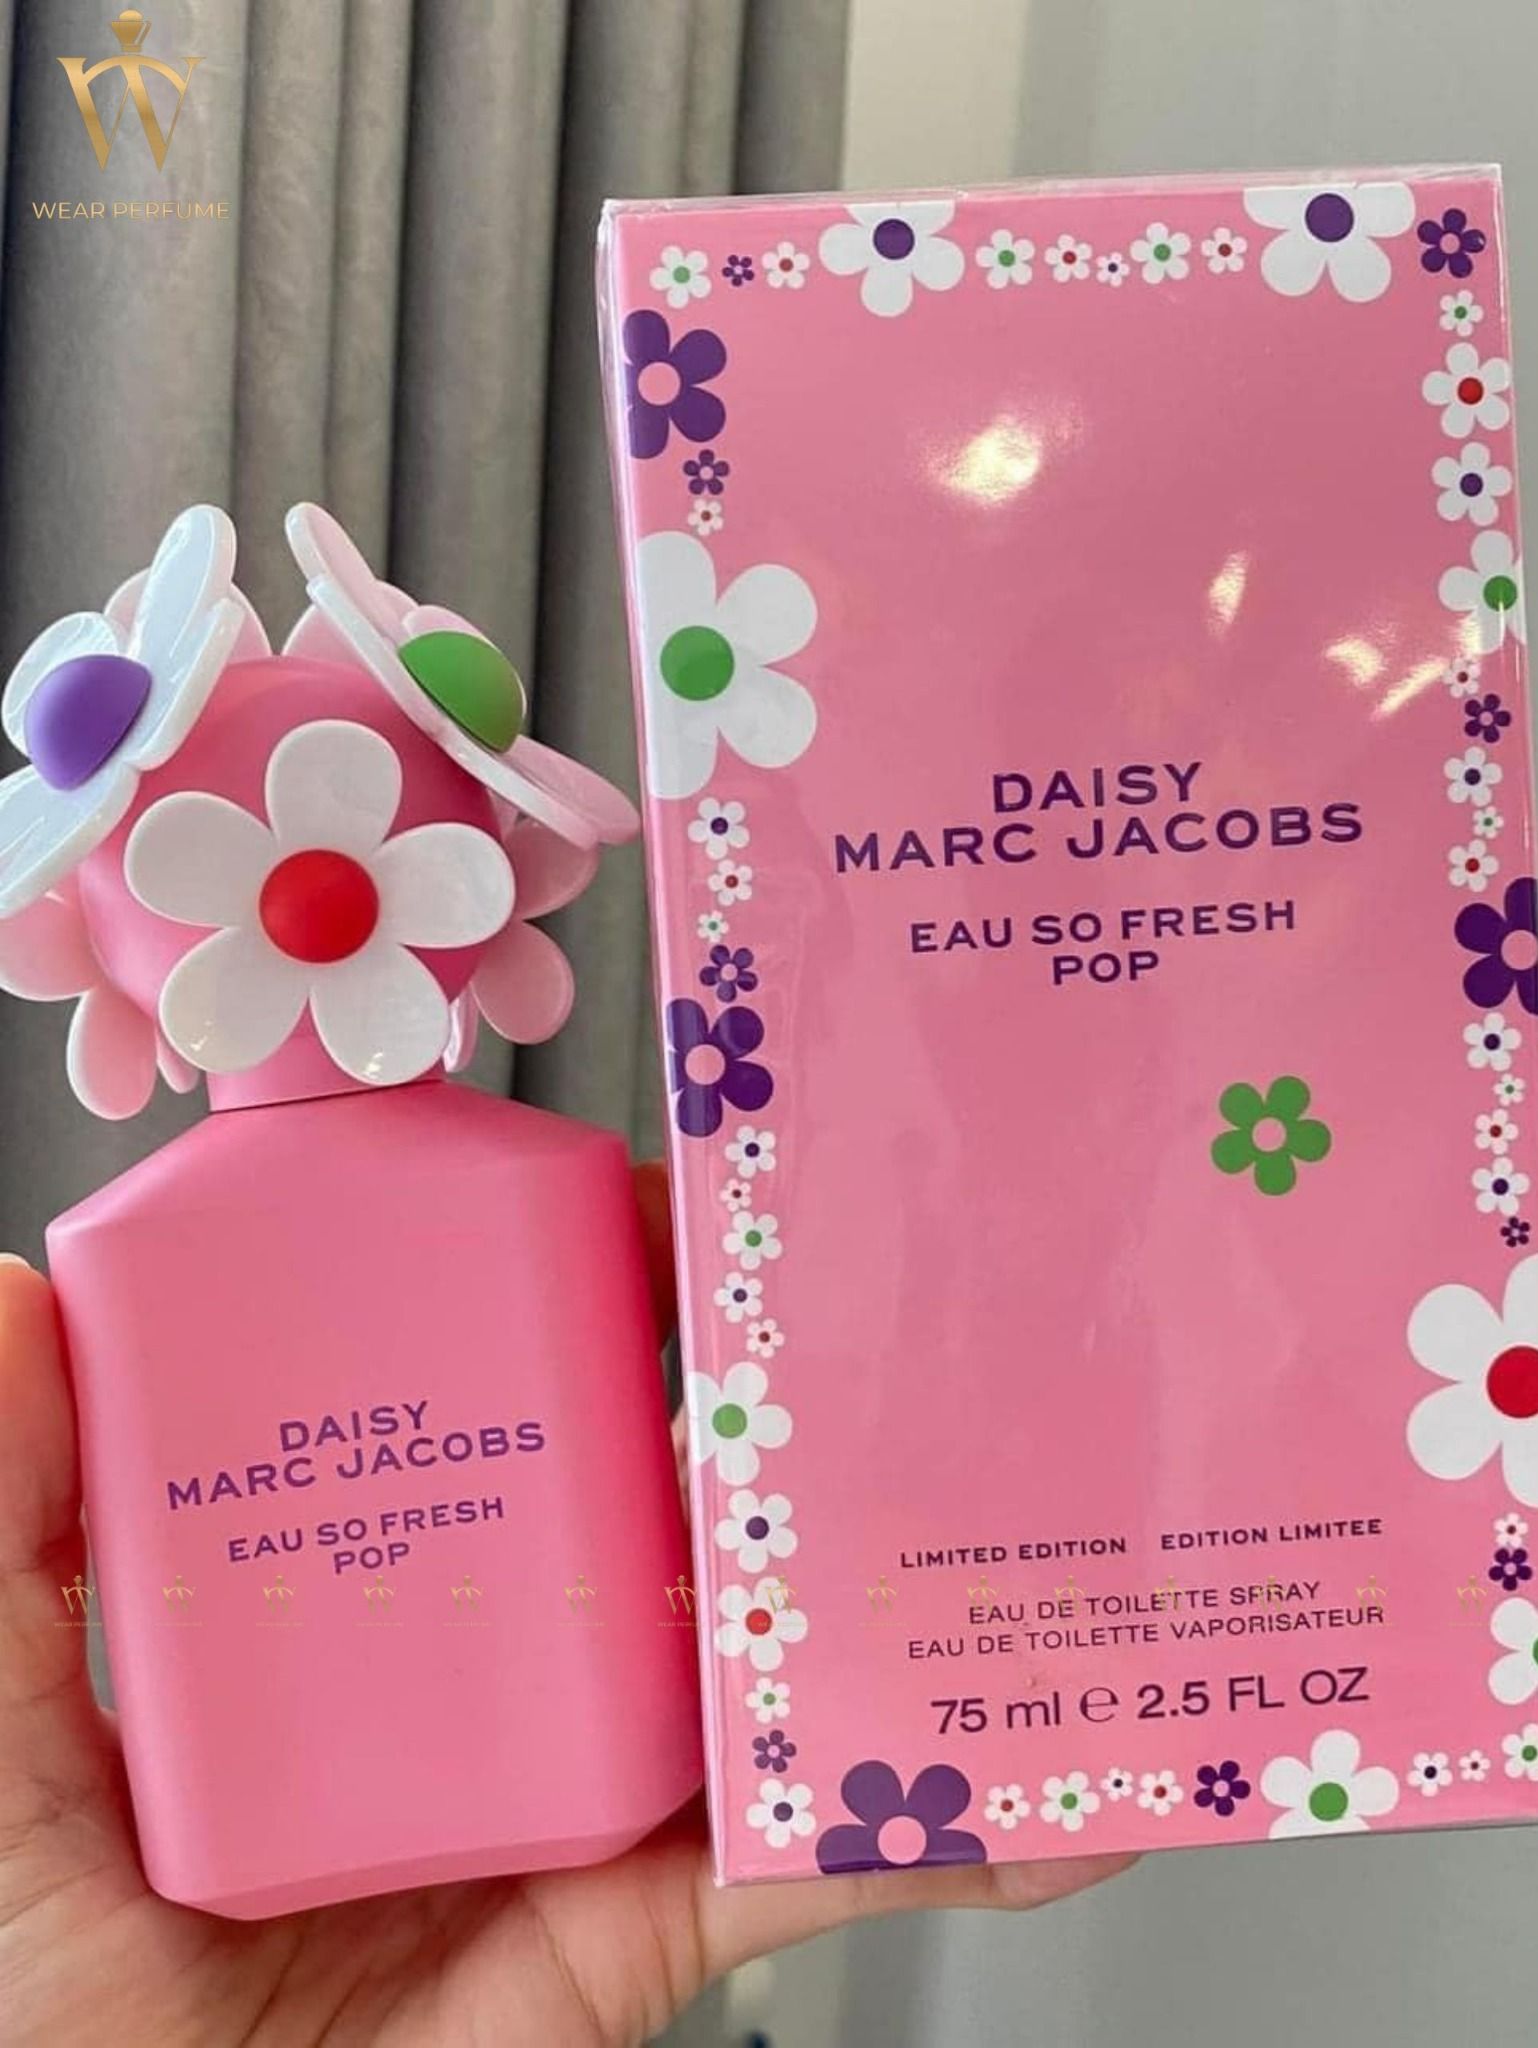 WEAR PERFUME
DAISY
MARC JACOBS
EAU SO FRESH
POP
LIMITED EDITION EDITION LIMITEE
EAU DE TOILETTE SPRAY
EAU DE TOILETTE VAPORISATEUR
75 ml e 2.5 FL OZ
DAISY
MARC JACOBS
EAU SO FRESH
POP